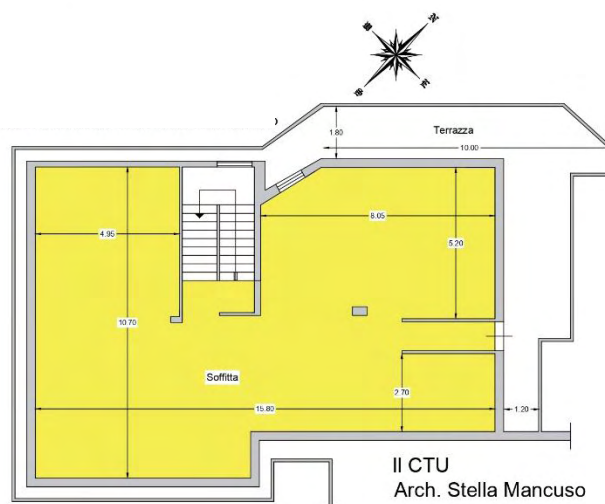 Terrazza
1.80
10.00
4.95
8.05
5.20
10.70
Soffitta
2.70
15.80
1.20
Il CTU
Arch. Stella Mancuso